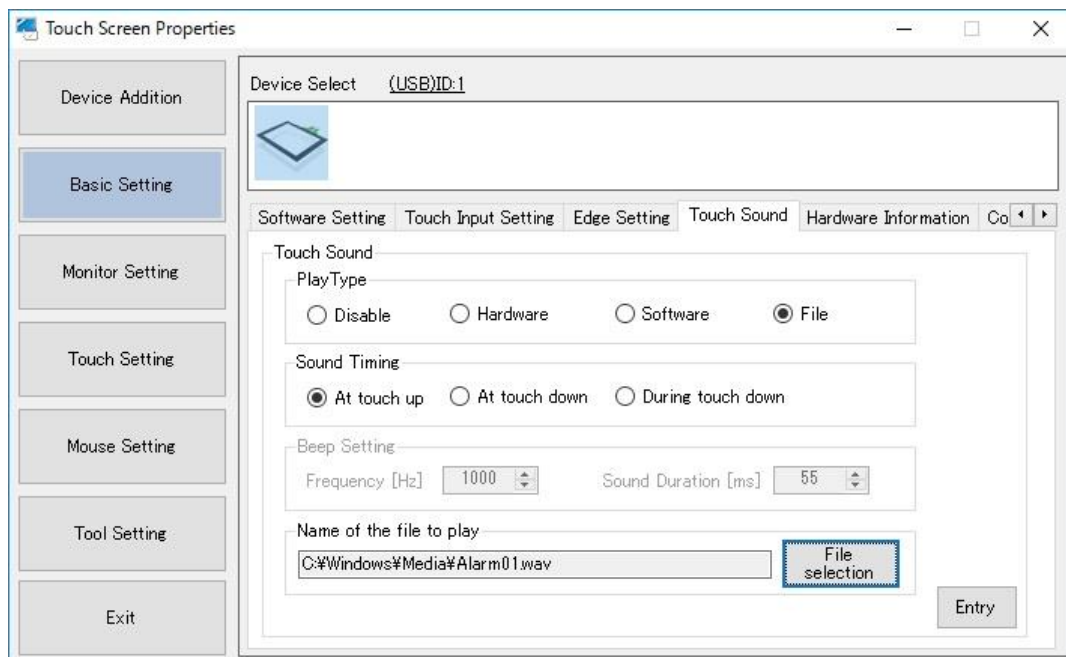 Touch Screen Properties
Device Addition
Basic Setting
Monitor Setting
Touch Setting
Mouse Setting
Tool Setting
Exit
Device Select (USB)ID:1
Software Setting Touch Input Setting Edge Setting Touch Sound Hardware Information Co
Touch Sound
PlayType
Disable Hardware Software File
Sound Timing
At touch up At touch down During touch down
Beep Setting
Frequency [Hz] 1000 Sound Duration [ms] 55
Name of the file to play
C:¥Windows¥Media¥Alarm01.wav
File
selection
Entry